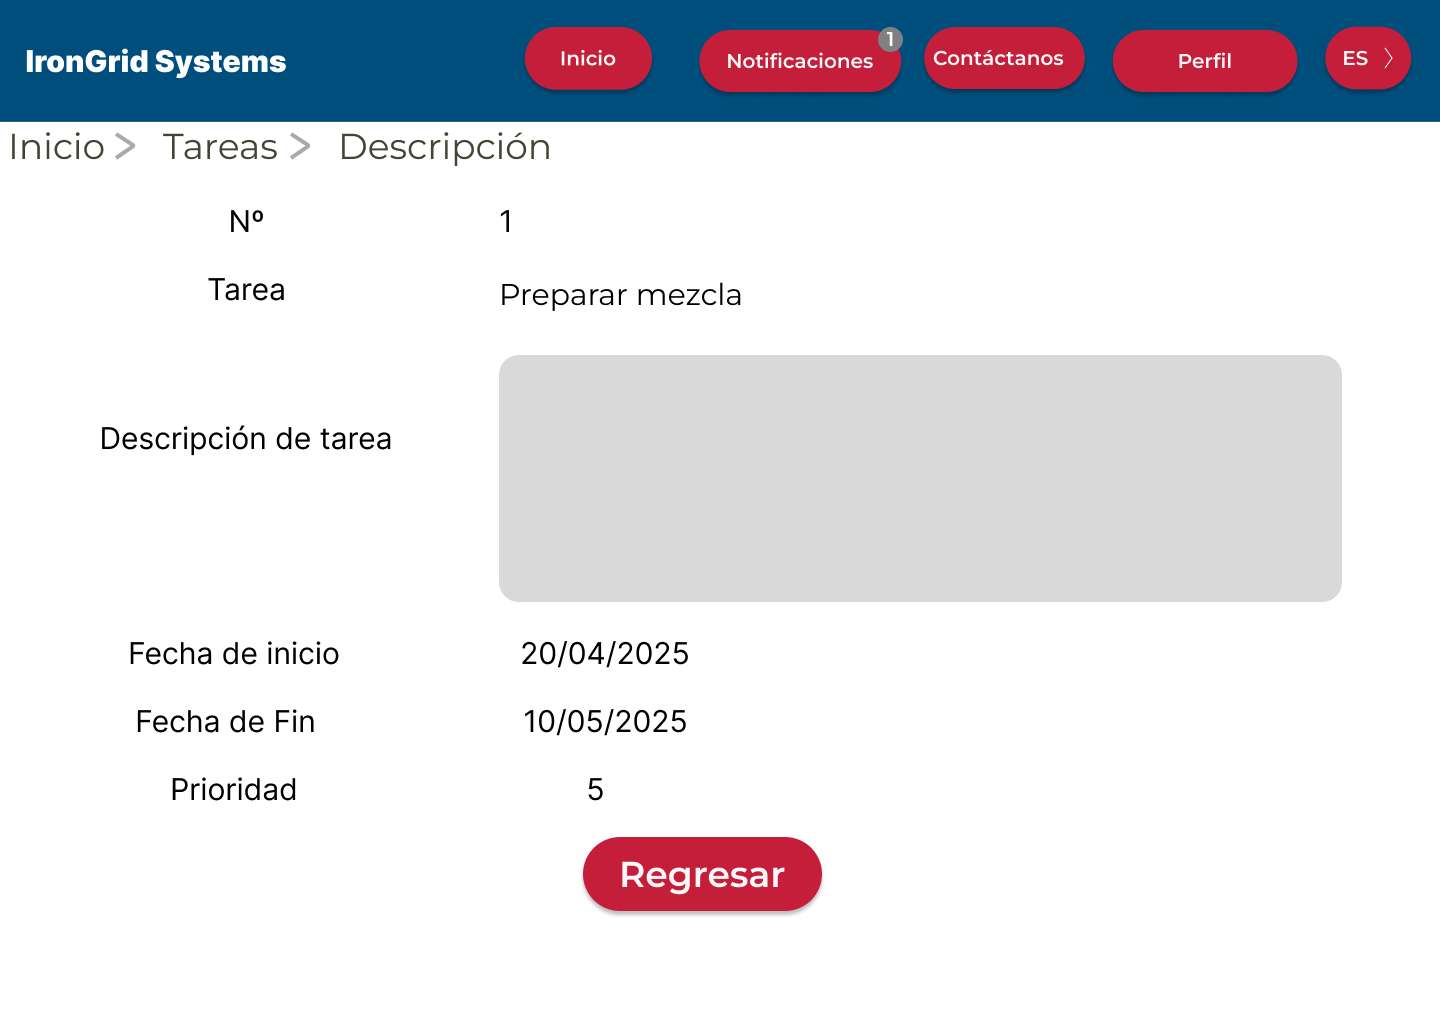 IronGrid Systems Inicio Notificaciones 1 Contáctanos Perfil ES
Inicio > Tareas > Descripción
Nº 1
Tarea Preparar mezcla
Descripción de tarea
Fecha de inicio 20/04/2025
Fecha de Fin 10/05/2025
Prioridad 5
Regresar